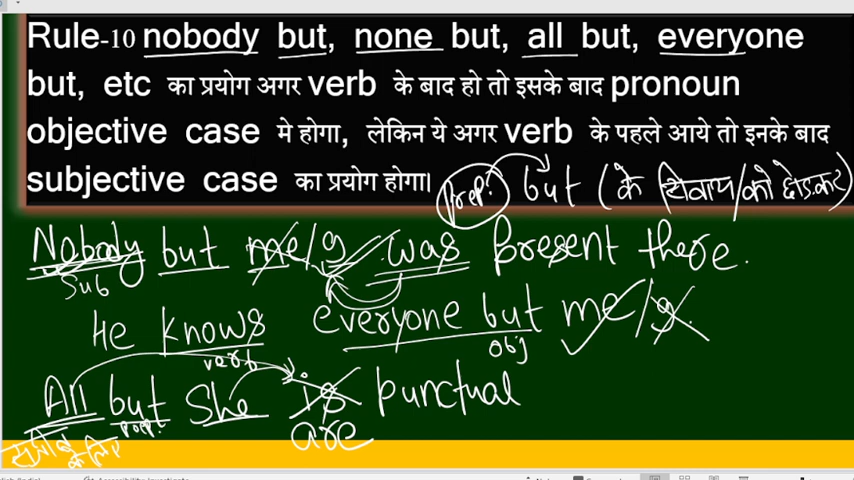 Rule-10 nobody but, none but, all but, everyone
but, etc का प्रयोग अगर verb के बाद हो तो इसके बाद pronoun
objective case मे होगा, लेकिन ये अगर verb के पहले आये तो इनके बाद
subjective case का प्रयोग होगा।
Prep. but (के सिवाय/को छोड़कर)
Nobody but me/I was present there.
Sub
He knows everyone but me/I
verb obj
All but She is punctual
prep.
are
सजीव के लिए